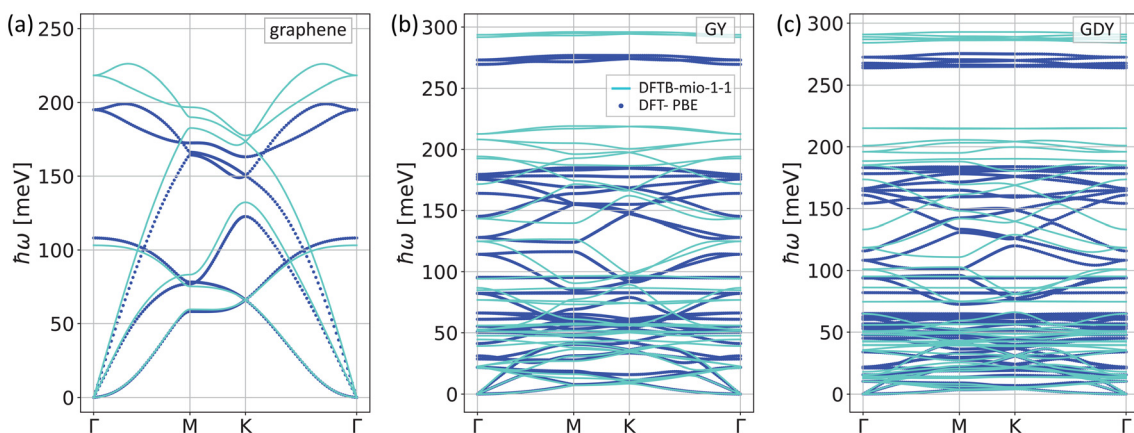 (a)
graphene
ħω [meV]
250
200
150
100
50
0
Γ
M
K
Γ
(b)
GY
DFTB-mio-1-1
DFT- PBE
ħω [meV]
300
250
200
150
100
50
0
Γ
M
K
Γ
(c)
GDY
ħω [meV]
300
250
200
150
100
50
0
Γ
M
K
Γ